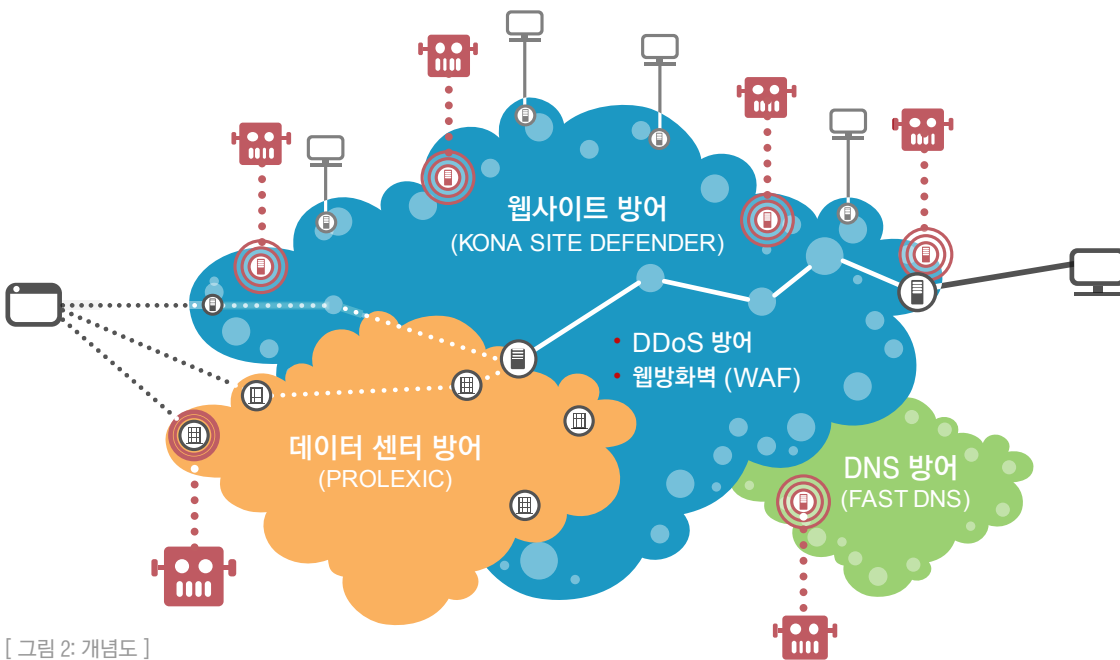 웹사이트 방어
(KONA SITE DEFENDER)
• DDoS 방어
• 웹방화벽 (WAF)
데이터 센터 방어
(PROLEXIC)
DNS 방어
(FAST DNS)
[ 그림 2: 개념도 ]